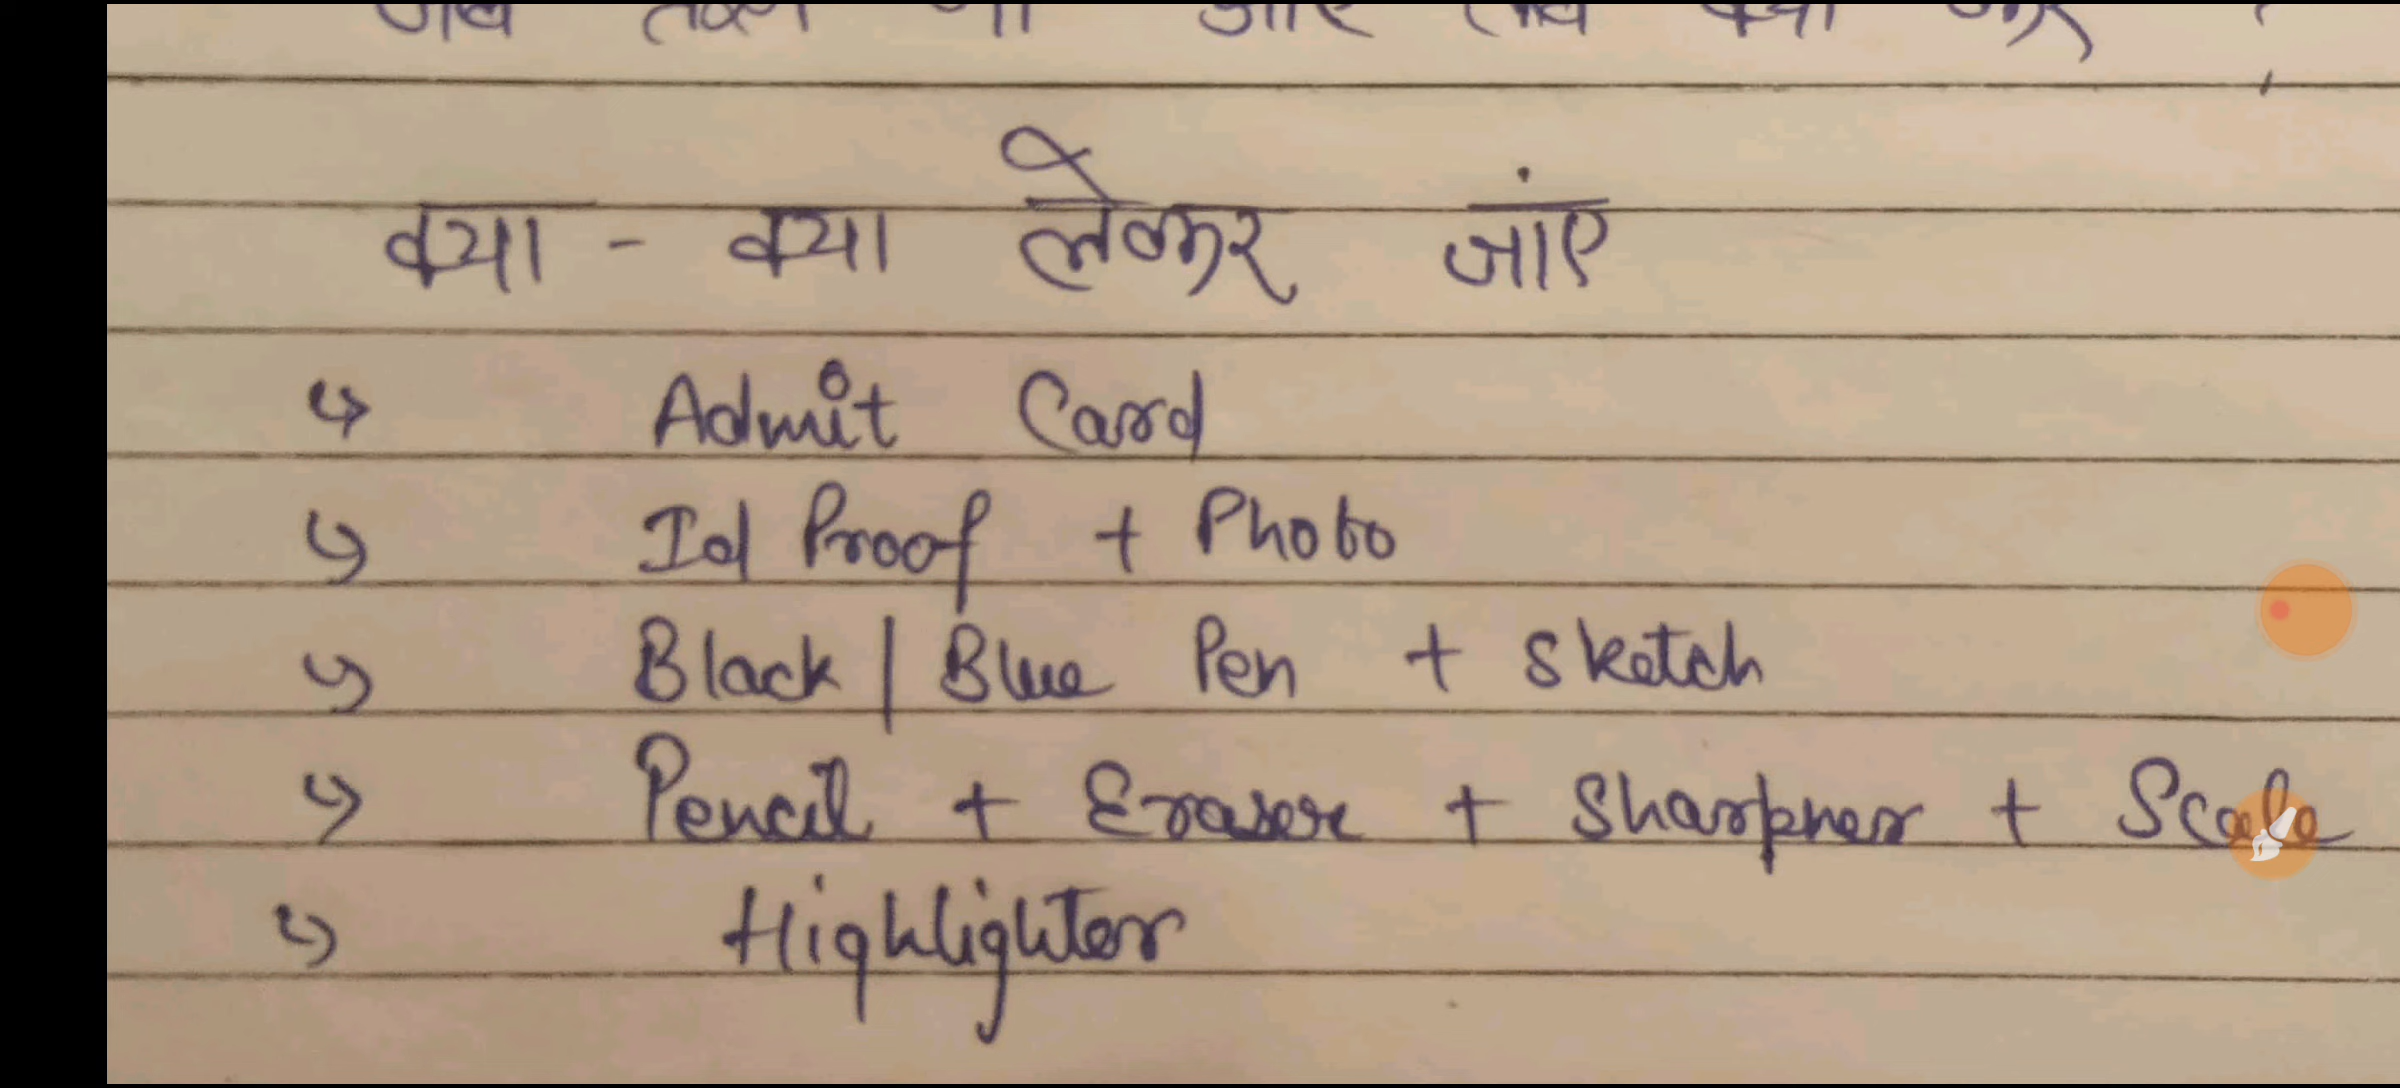 क्या - क्या लेकर जांए
↳ Admit Card
↳ Id Proof + Photo
↳ Black | Blue Pen + Sketch
↳ Pencil + Eraser + Sharpner + Scale
↳ Highlighter